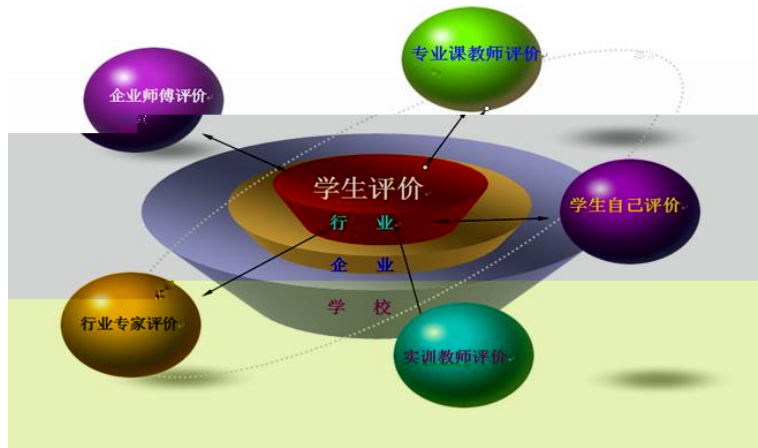 专业课教师评价
企业师傅评价
学生评价
学生自己评价
行 业
企 业
学 校
行业专家评价
实训教师评价